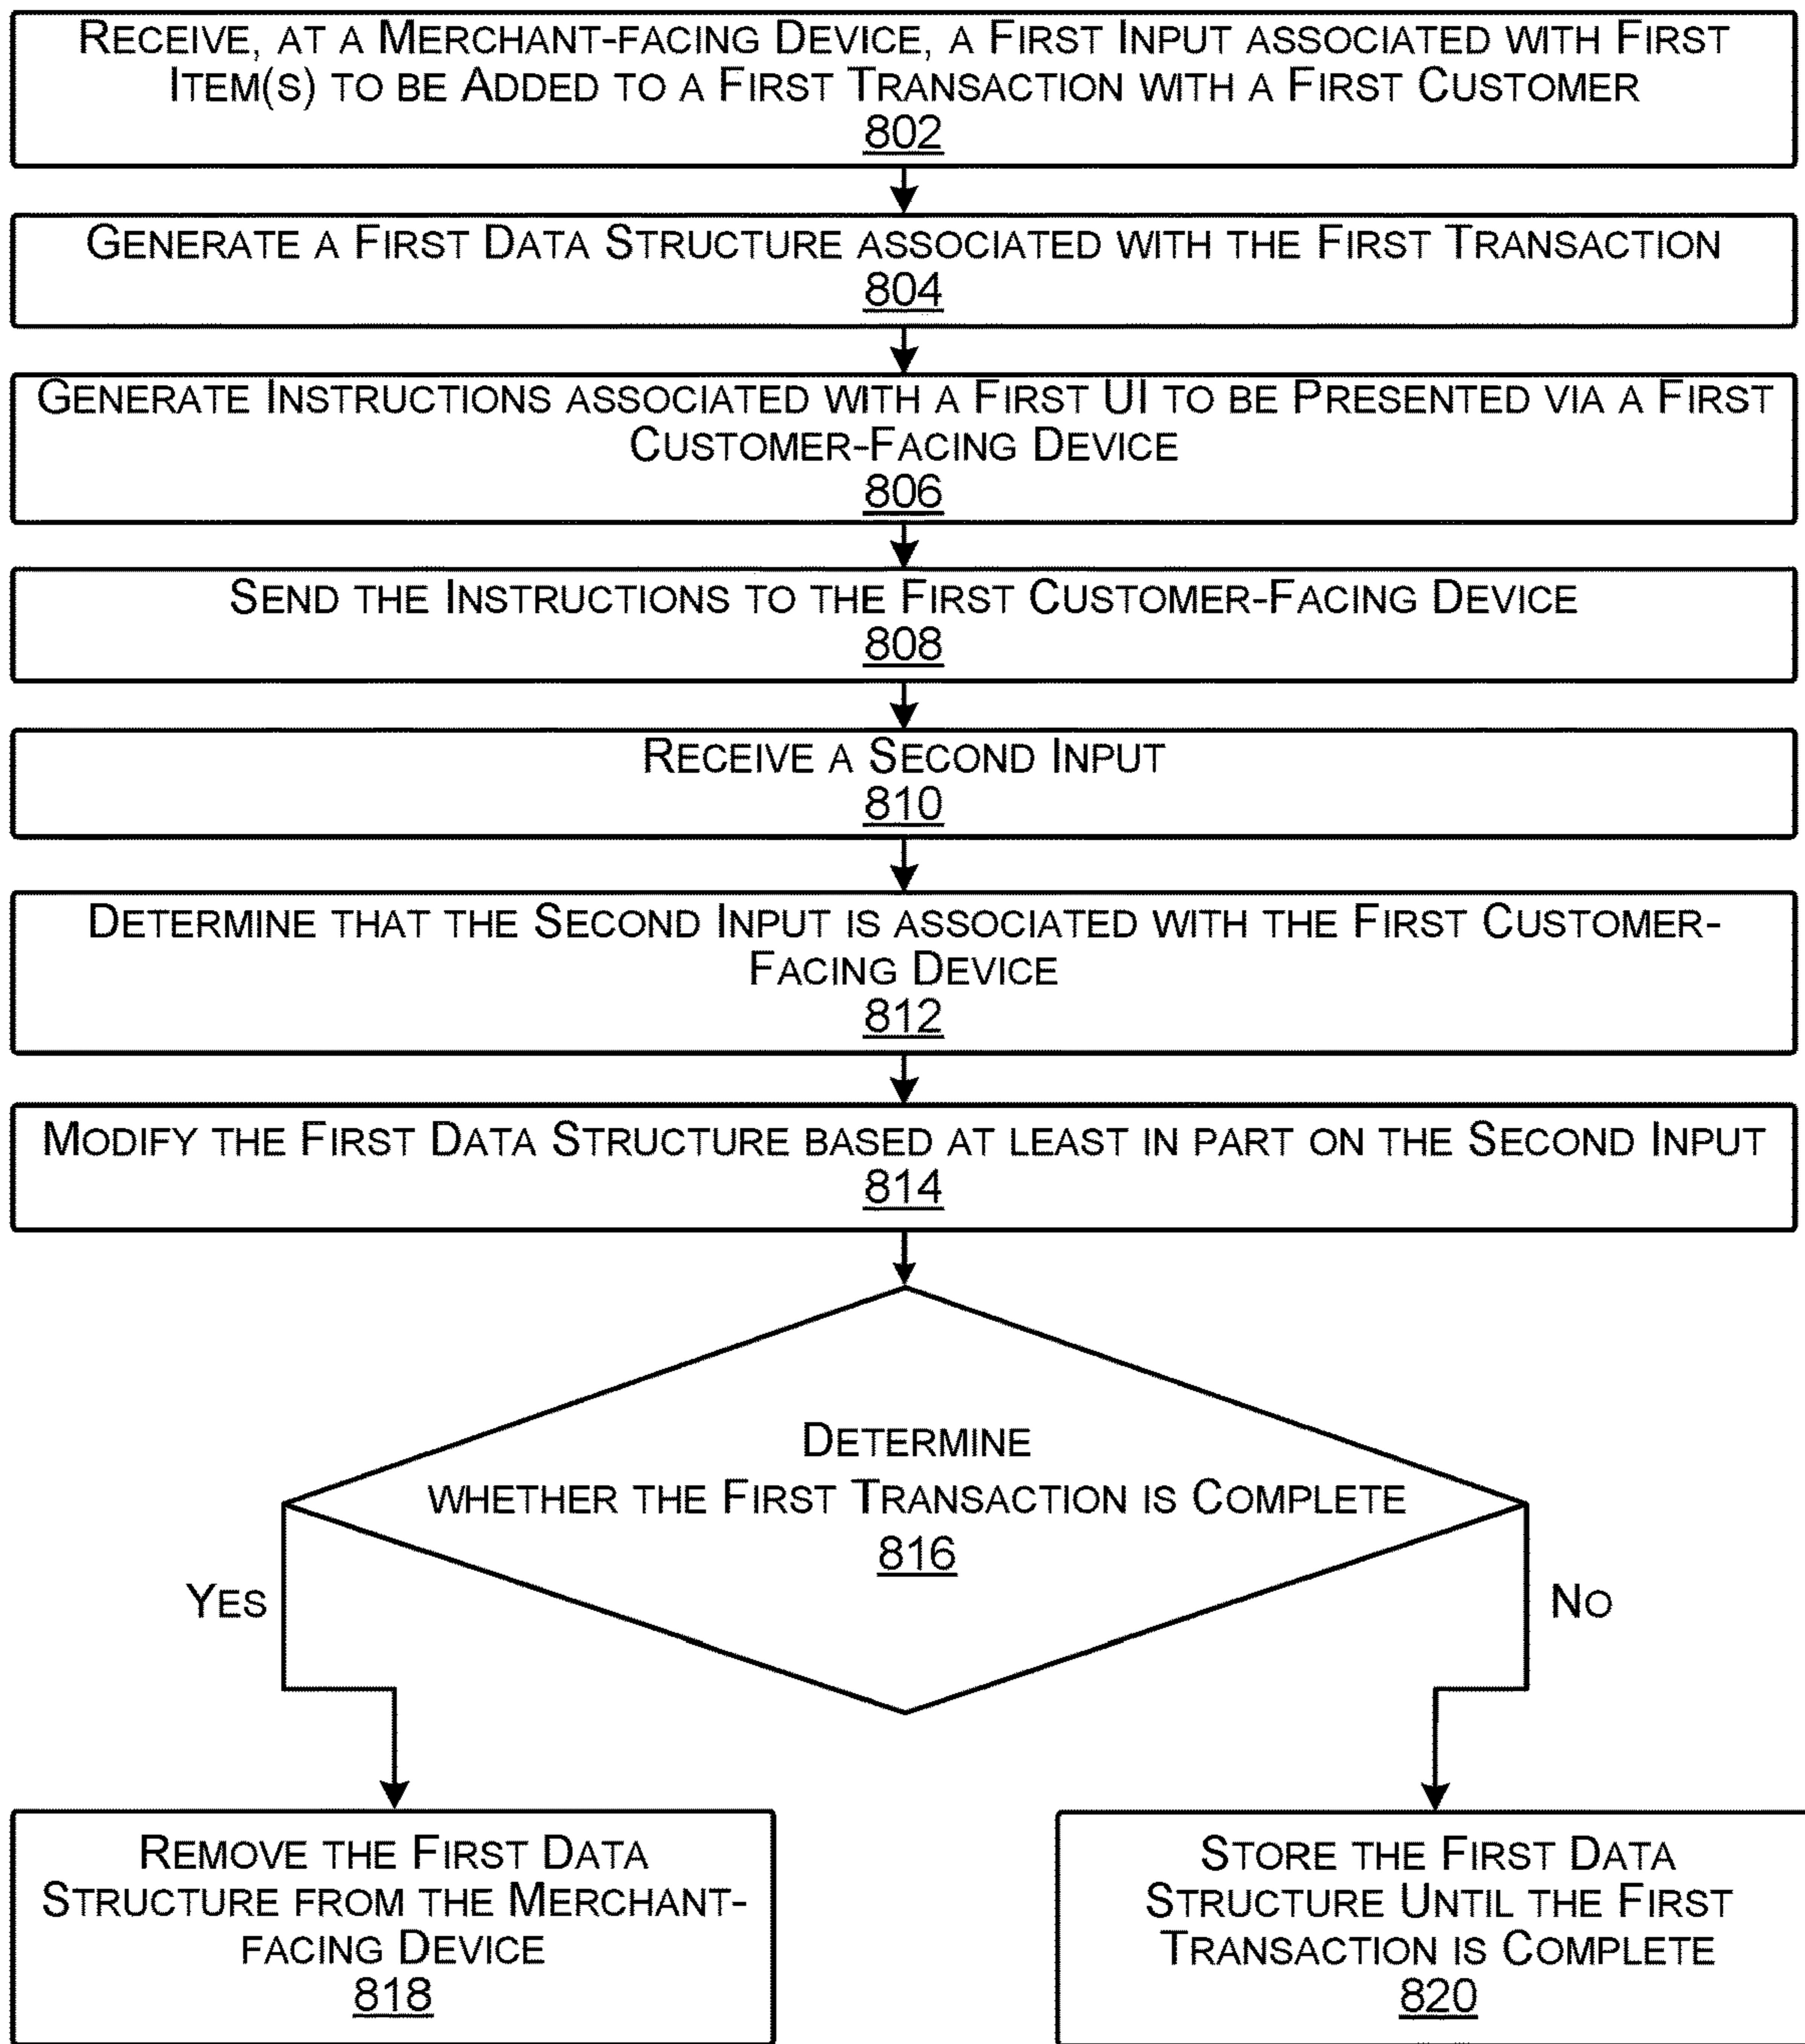 RECEIVE, AT A MERCHANT-FACING DEVICE, A FIRST INPUT ASSOCIATED WITH FIRST
ITEM(S) TO BE ADDED TO A FIRST TRANSACTION WITH A FIRST CUSTOMER
802
GENERATE A FIRST DATA STRUCTURE ASSOCIATED WITH THE FIRST TRANSACTION
804
GENERATE INSTRUCTIONS ASSOCIATED WITH A FIRST UI TO BE PRESENTED VIA A FIRST
CUSTOMER-FACING DEVICE
806
SEND THE INSTRUCTIONS TO THE FIRST CUSTOMER-FACING DEVICE
808
RECEIVE A SECOND INPUT
810
DETERMINE THAT THE SECOND INPUT IS ASSOCIATED WITH THE FIRST CUSTOMER-
FACING DEVICE
812
MODIFY THE FIRST DATA STRUCTURE BASED AT LEAST IN PART ON THE SECOND INPUT
814
DETERMINE
WHETHER THE FIRST TRANSACTION IS COMPLETE
816
YES
NO
REMOVE THE FIRST DATA
STRUCTURE FROM THE MERCHANT-
FACING DEVICE
818
STORE THE FIRST DATA
STRUCTURE UNTIL THE FIRST
TRANSACTION IS COMPLETE
820